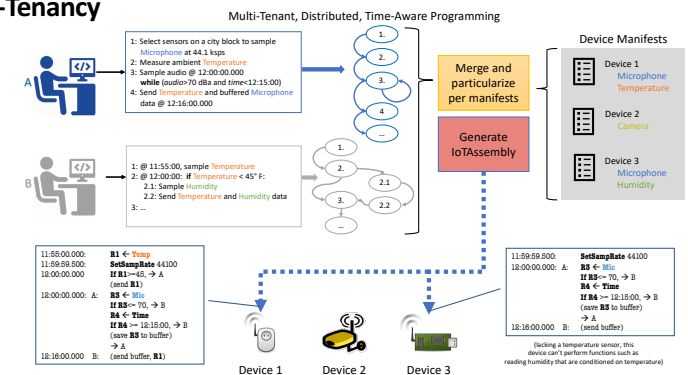 -Tenancy
Multi-Tenant, Distributed, Time-Aware Programming
A
1: Select sensors on a city block to sample
Microphone at 44.1 ksps
2: Measure ambient Temperature
3: Sample audio @ 12:00:00.000
while (audio>70 dBa and time<12:15:00)
4: Send Temperature and buffered Microphone
data @ 12:16:00.000
1.
2.
3.
4
...
B
1: @ 11:55:00, sample Temperature
2: @ 12:00:00: if Temperature < 45° F:
2.1: Sample Humidity
2.2: Send Temperature and Humidity data
3: ...
1.
2.
2.1
3.
2.2
...
Merge and
particularize
per manifests
Generate
IoTAssembly
Device Manifests
Device 1
Microphone
Temperature
Device 2
Camera
Device 3
Microphone
Humidity
11:55:00.000: R1 ← Temp
11:59:59.500: SetSampRate 44100
12:00:00.000 If R1>=45, → A
(send R1)
12:00:00.000: A: R3 ← Mic
If R3<= 70, → B
R4 ← Time
If R4 >= 12:15:00, → B
(save R3 to buffer)
→ A
12:16:00.000 B: (send buffer, R1)
Device 1
Device 2
Device 3
11:59:59.500: SetSampRate 44100
12:00:00.000: A: R3 ← Mic
If R3<= 70, → B
R4 ← Time
If R4 >= 12:15:00, → B
(save R3 to buffer)
→ A
12:16:00.000 B: (send buffer)
(lacking a temperature sensor, this
device can't perform functions such as
reading humidity that are conditioned on temperature)